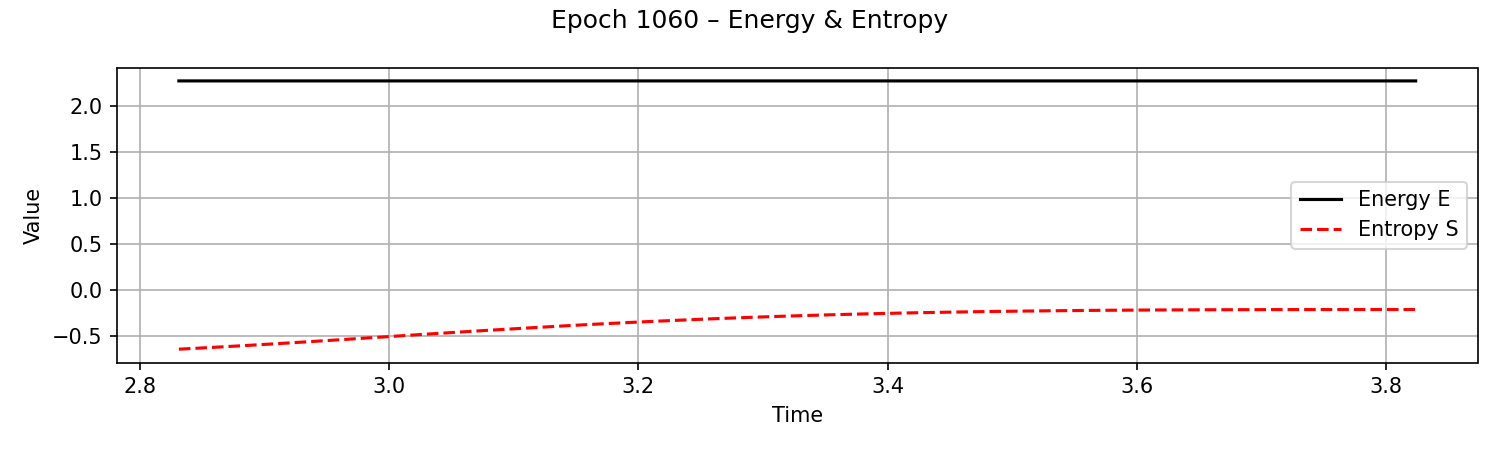 Epoch 1060 – Energy & Entropy
Value
2.0
1.5
1.0
0.5
0.0
−0.5
Energy E
Entropy S
2.8 3.0 3.2 3.4 3.6 3.8
Time